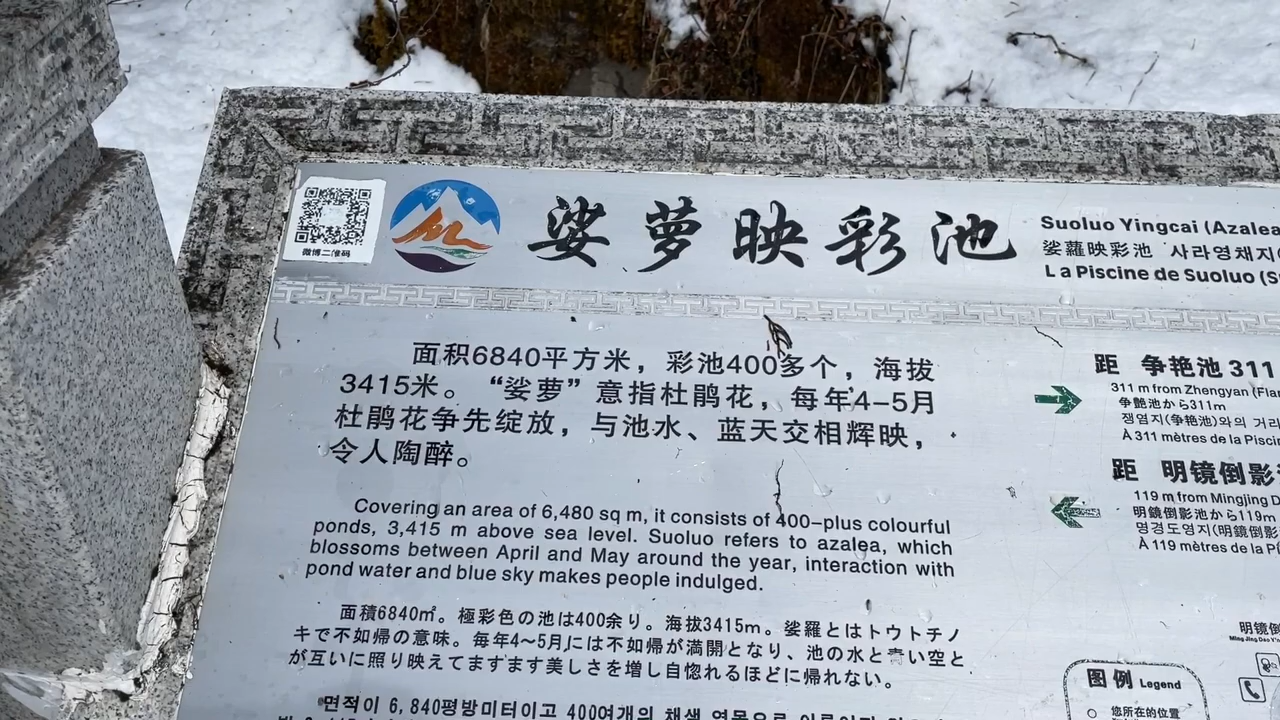 微博二维码
娑萝映彩池
Suoluo Yingcai (Azalea
娑蘿映彩池 사라영채지
La Piscine de Suoluo (S
面积6840平方米，彩池400多个，海拔
3415米。“娑萝”意指杜鹃花，每年4-5月
杜鹃花争先绽放，与池水、蓝天交相辉映，
令人陶醉。
Covering an area of 6,480 sq m, it consists of 400-plus colourful
ponds, 3,415 m above sea level. Suoluo refers to azalea, which
blossoms between April and May around the year, interaction with
pond water and blue sky makes people indulged.
面積6840㎡。極彩色の池は400余り。海拔3415m。娑羅とはトウトチノ
キで不如帰の意味。毎年4~5月には不如帰が満開となり、池の水と青い空と
が互いに照り映えてますます美しさを増し自惚れるほどに帰れない。
면적이 6,840평방미터이고 400여개의 채색
距 争艳池 311
311 m from Zhengyan (Fla
争艶池から311m
쟁염지(争艳池)와의 거리
À 311 mètres de la Piscin
距 明镜倒影
119 m from Mingjing D
明鏡倒影池から119m
명경도영지(明鏡倒影
À 119 mètres de la P
明镜倒
图例 Legend
您所在的位置